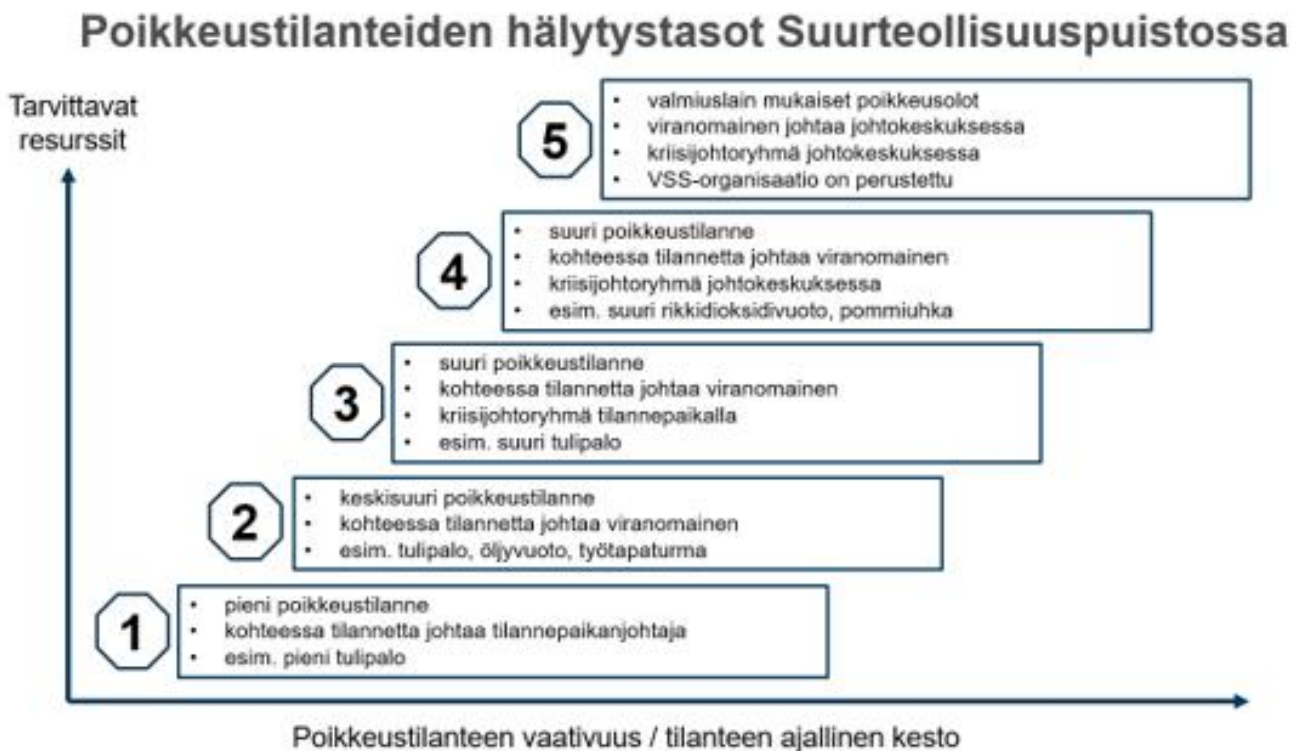 Poikkeustilanteiden hälytystasot Suurteollisuuspuistossa
Tarvittavat
resurssit
5
• valmiuslain mukaiset poikkeusolot
• viranomainen johtaa johtokeskuksessa
• kriisijohtoryhmä johtokeskuksessa
• VSS-organisaatio on perustettu
4
• suuri poikkeustilanne
• kohteessa tilannetta johtaa viranomainen
• kriisijohtoryhmä johtokeskuksessa
• esim. suuri rikkidioksidivuoto, pommiuhka
3
• suuri poikkeustilanne
• kohteessa tilannetta johtaa viranomainen
• kriisijohtoryhmä tilannepaikalla
• esim. suuri tulipalo
2
• keskisuuri poikkeustilanne
• kohteessa tilannetta johtaa viranomainen
• esim. tulipalo, öljyvuoto, työtapaturma
1
• pieni poikkeustilanne
• kohteessa tilannetta johtaa tilannepaikanjohtaja
• esim. pieni tulipalo
Poikkeustilanteen vaativuus / tilanteen ajallinen kesto